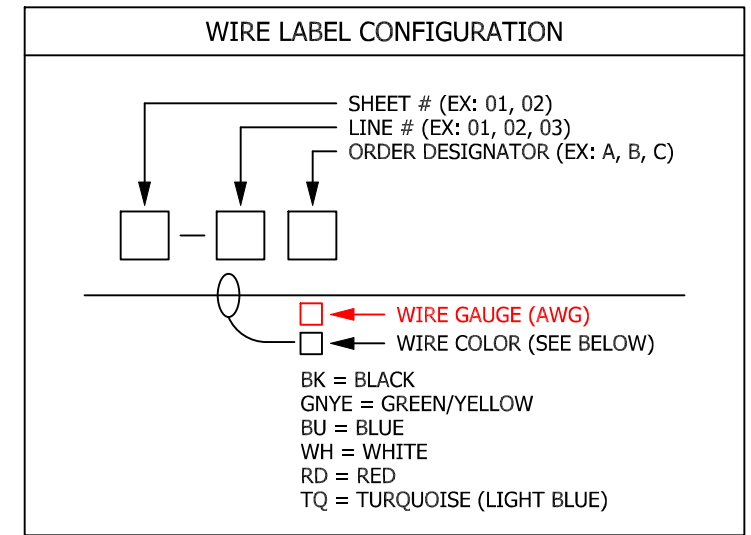 WIRE LABEL CONFIGURATION
SHEET # (EX: 01, 02)
LINE # (EX: 01, 02, 03)
ORDER DESIGNATOR (EX: A, B, C)
WIRE GAUGE (AWG)
WIRE COLOR (SEE BELOW)
BK = BLACK
GNYE = GREEN/YELLOW
BU = BLUE
WH = WHITE
RD = RED
TQ = TURQUOISE (LIGHT BLUE)